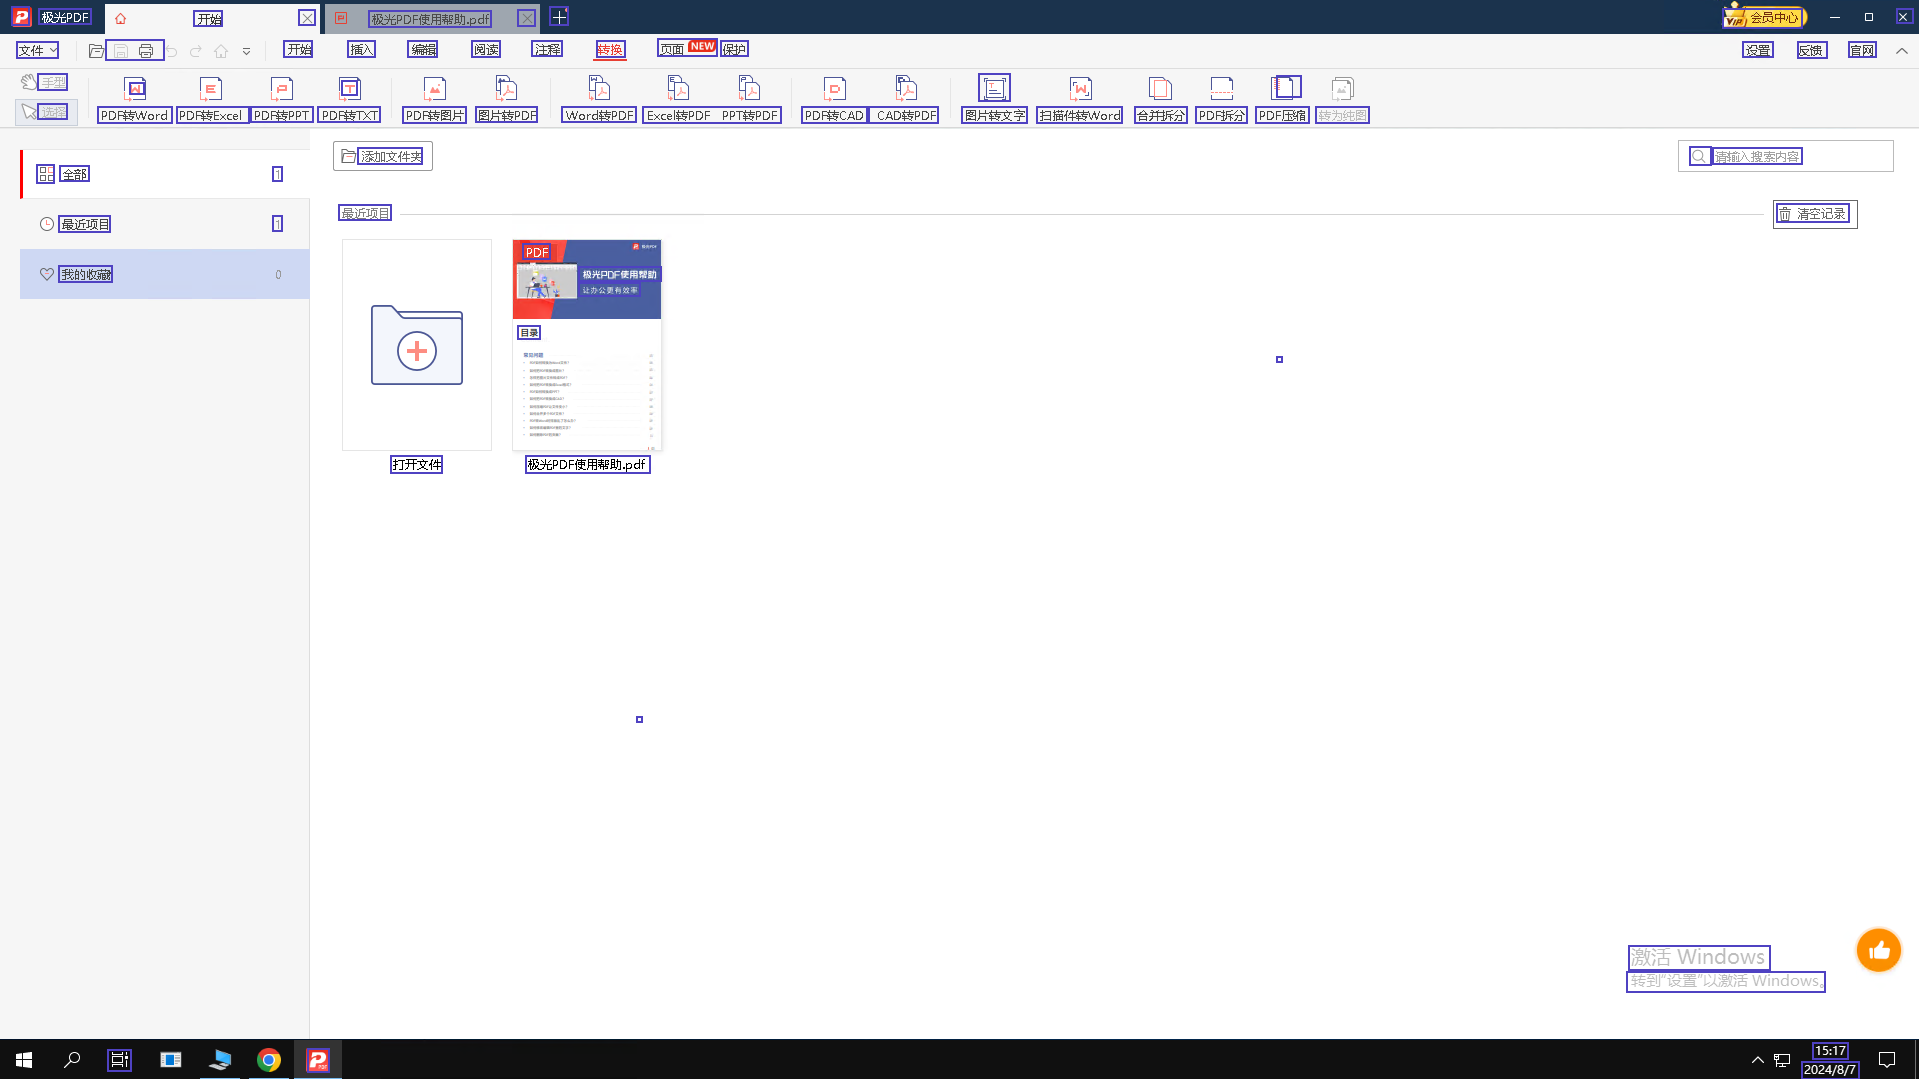 极光PDF
开始
极光PDF使用帮助.pdf
VIP 会员中心
文件
开始
插入
编辑
阅读
注释
转换
页面
NEW
保护
设置
反馈
官网
手型
选择
PDF转Word
PDF转Excel
PDF转PPT
PDF转TXT
PDF转图片
图片转PDF
Word转PDF
Excel转PDF
PPT转PDF
PDF转CAD
CAD转PDF
图片转文字
扫描件转Word
合并拆分
PDF拆分
PDF压缩
转为纯图
全部 1
最近项目 1
我的收藏 0
添加文件夹
请输入搜索内容
最近项目
清空记录
PDF
极光PDF
极光PDF使用帮助
让办公更有效率
目录
常见问题
打开文件
极光PDF使用帮助.pdf
激活 Windows
转到"设置"以激活 Windows。
15:17
2024/8/7